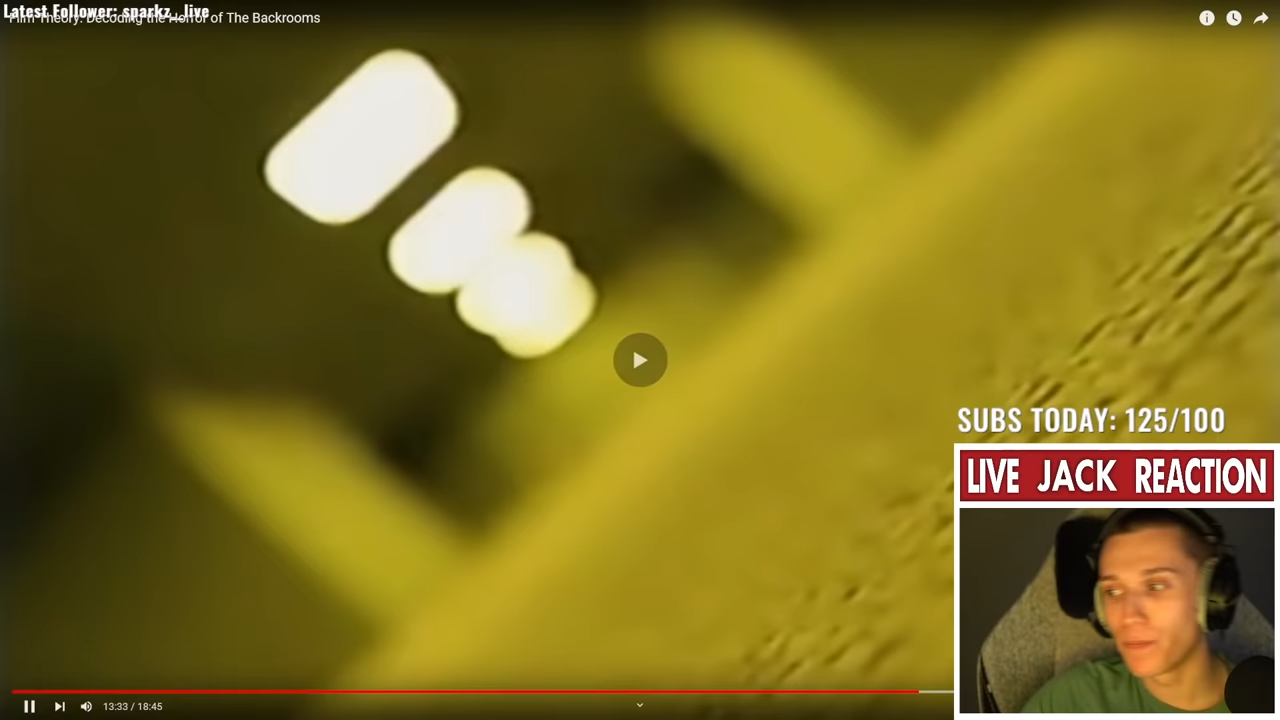 Latest Follower: sparkz_live
Film Theory: Decoding the Horror of The Backrooms
SUBS TODAY: 125/100
LIVE JACK REACTION
13:33 / 18:45